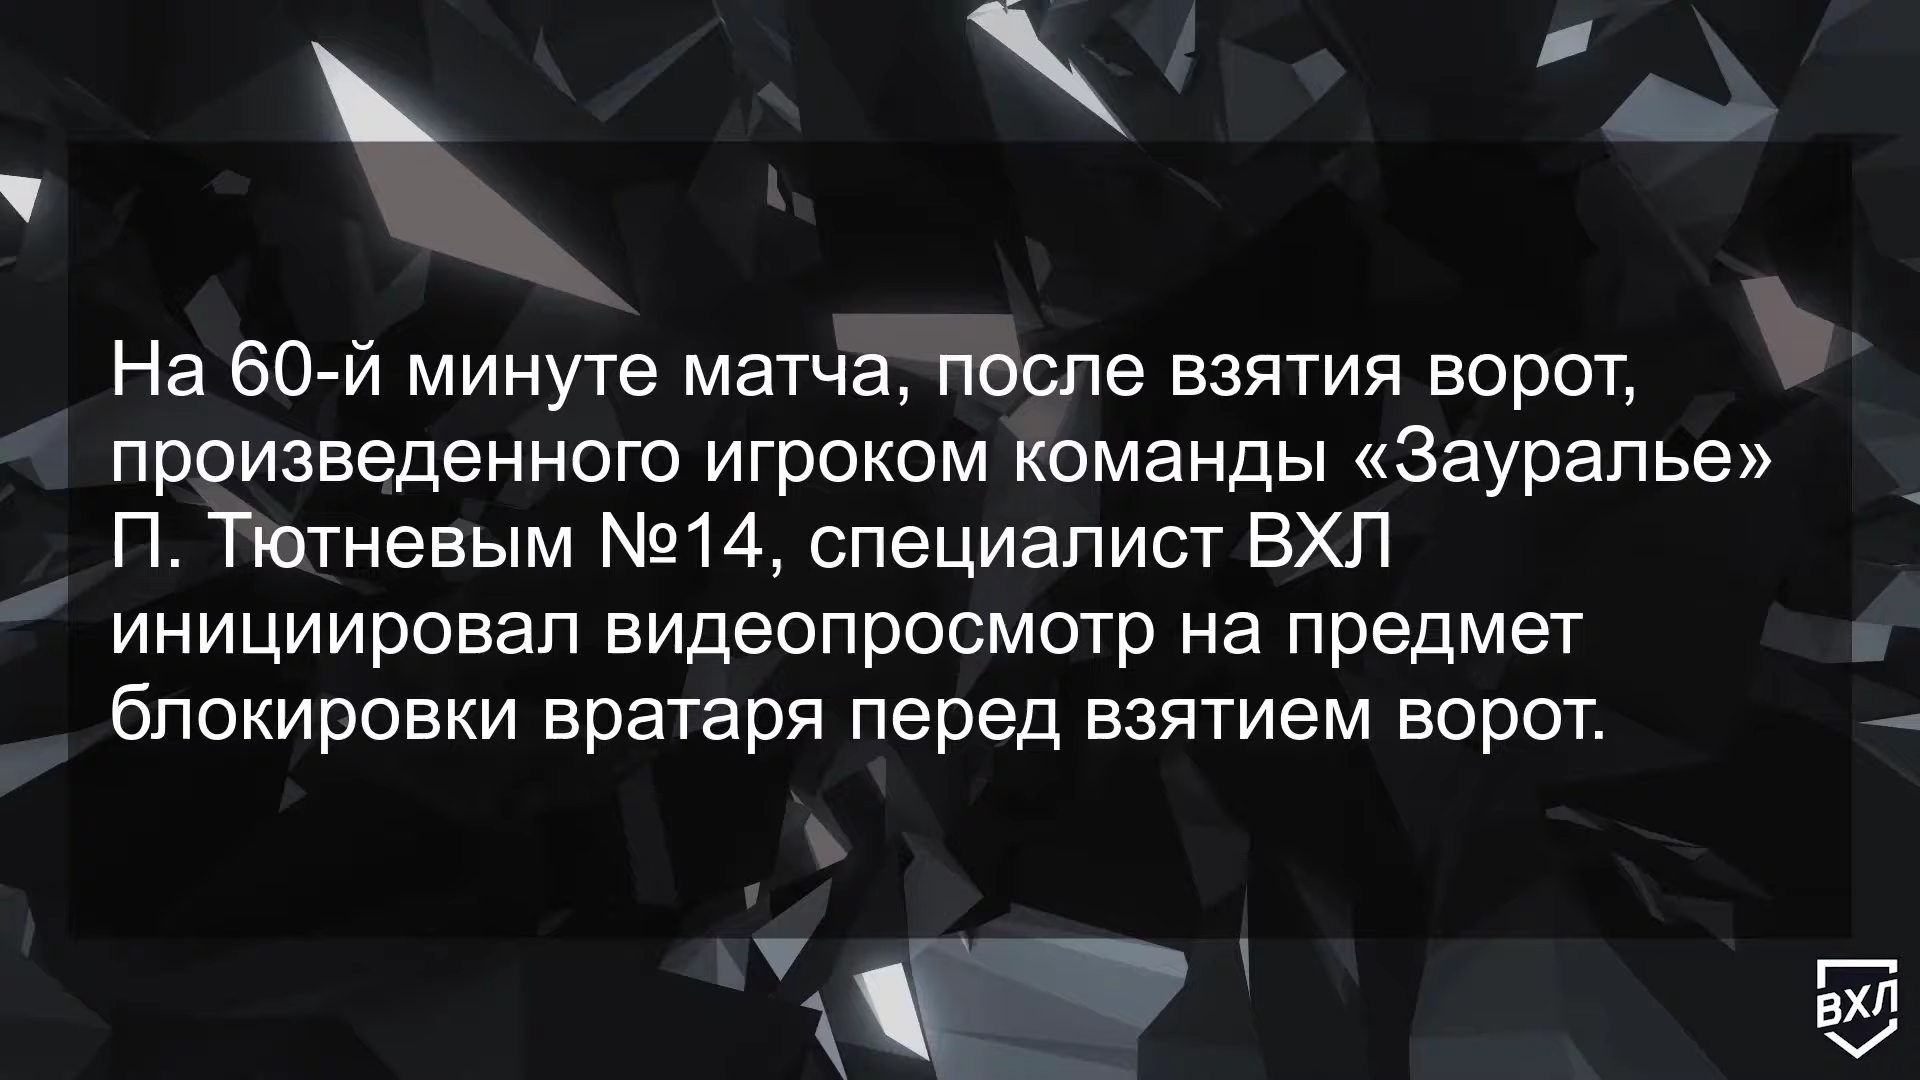 На 60-й минуте матча, после взятия ворот,
произведенного игроком команды «Зауралье»
П. Тютневым №14, специалист ВХЛ
инициировал видеопросмотр на предмет
блокировки вратаря перед взятием ворот.
ВХЛ